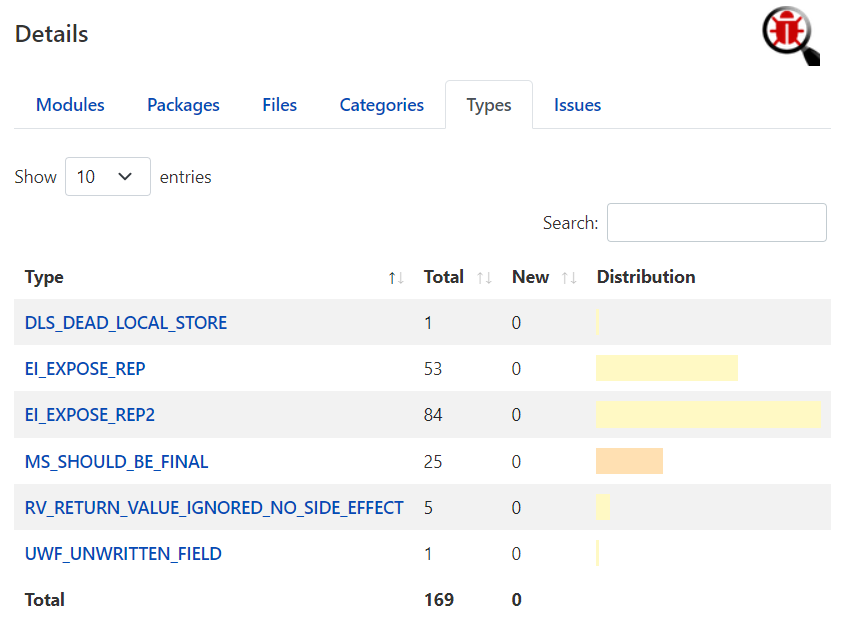 Details
Modules Packages Files Categories Types Issues
Show 10 entries
Search:
Type Total New Distribution
DLS_DEAD_LOCAL_STORE 1 0
EI_EXPOSE_REP 53 0
EI_EXPOSE_REP2 84 0
MS_SHOULD_BE_FINAL 25 0
RV_RETURN_VALUE_IGNORED_NO_SIDE_EFFECT 5 0
UWF_UNWRITTEN_FIELD 1 0
Total 169 0